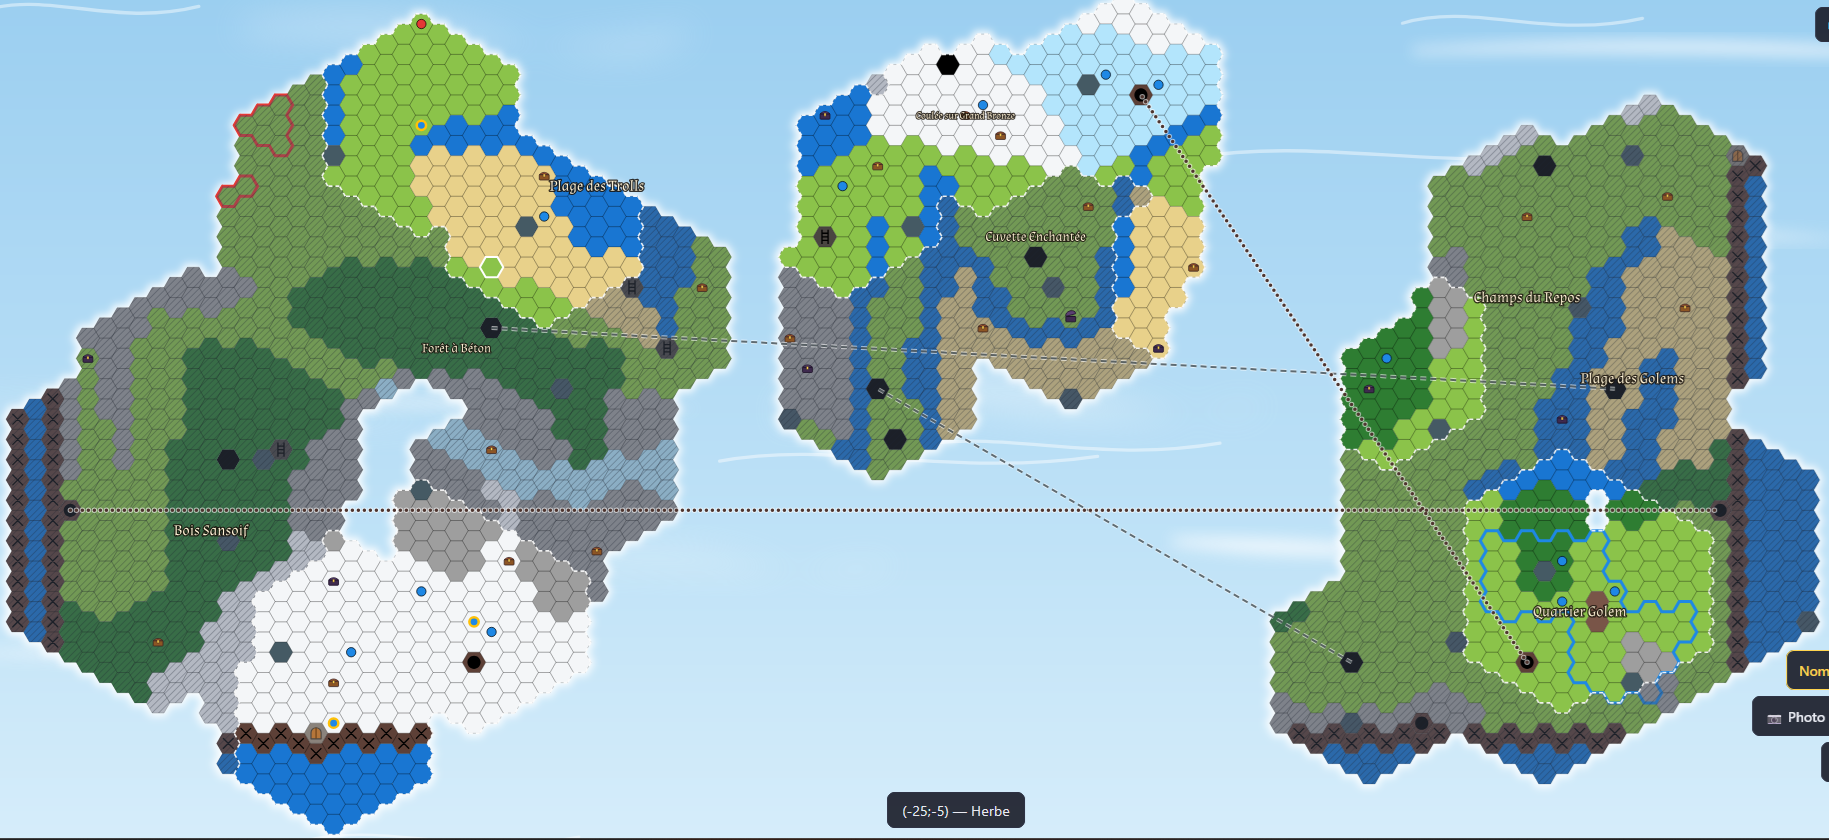 Coulée sur Grand Bronze
Plage des Trolls
Cuvette Enchantée
Champs du Repos
Forêt à Béton
Plage des Golems
Bois Sansoif
Quartier Golem
Nom
Photo
(-25;-5) — Herbe